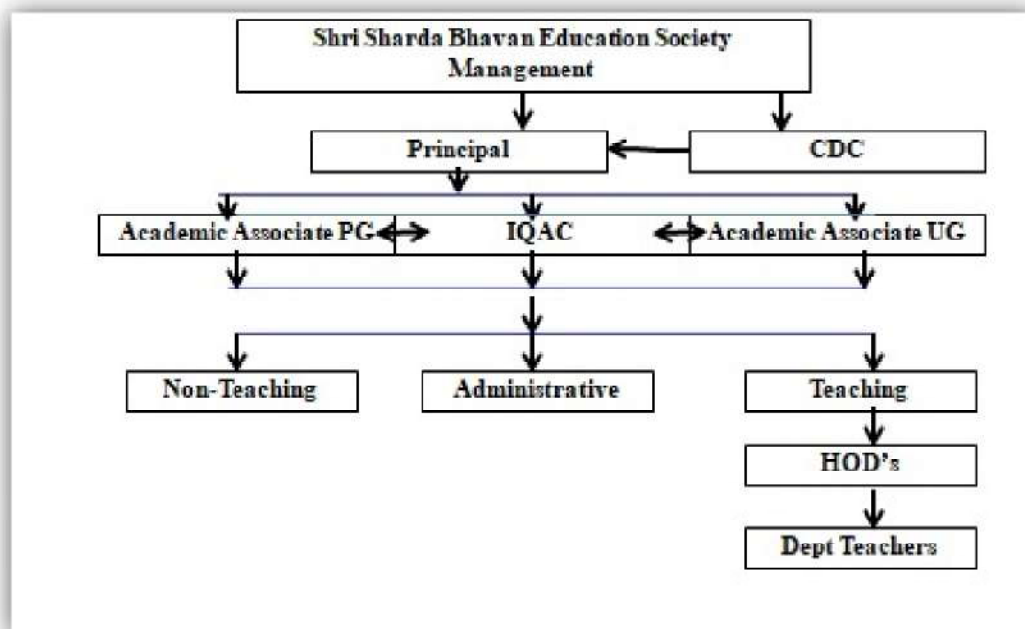 Shri Sharda Bhavan Education Society
Management
Principal
CDC
Academic Associate PG
IQAC
Academic Associate UG
Non-Teaching
Administrative
Teaching
HOD's
Dept Teachers